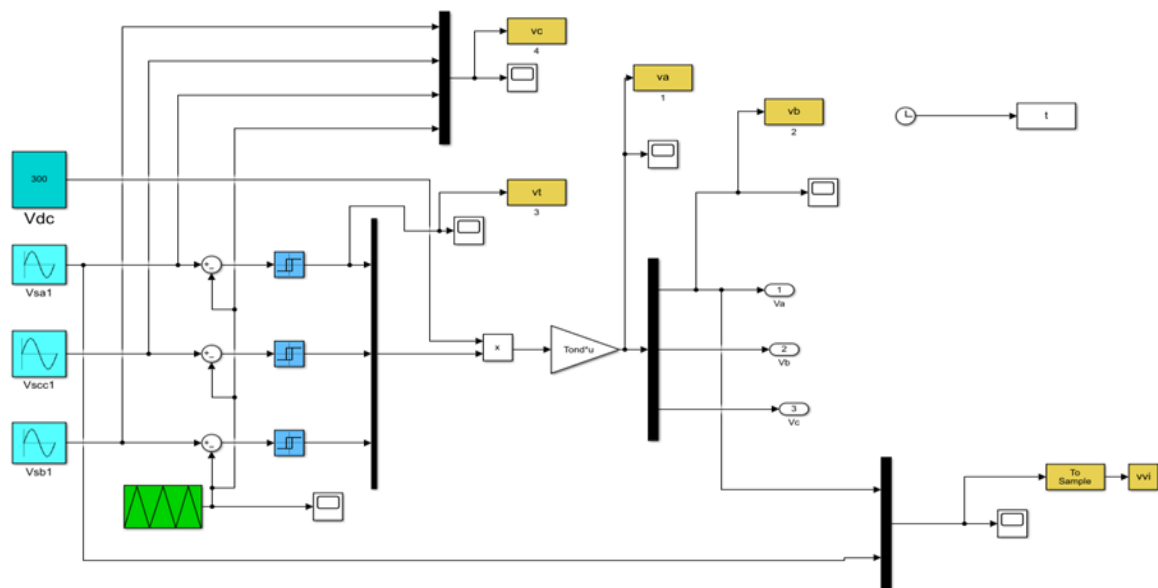 vc
4
va
1
vb
2
t
300
Vdc
vt
3
Vsa1
+
-
1
Va
Vscc1
+
-
x
Tond*u
2
Vb
3
Vc
Vsb1
+
-
To
Sample
vvi